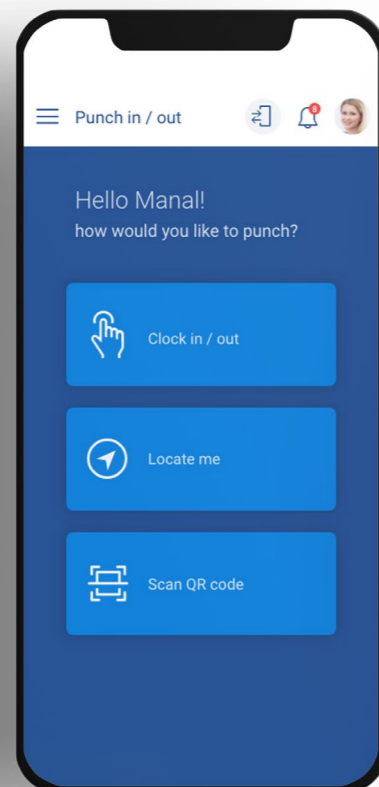 Punch in / out
8
Hello Manal!
how would you like to punch?
Clock in / out
Locate me
Scan QR code